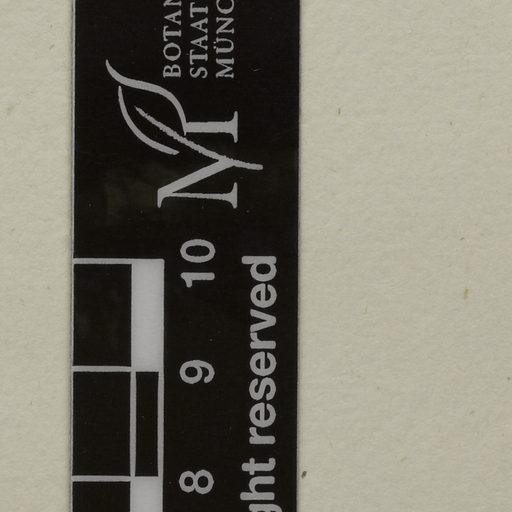 BOTAN
STAAT
MÜNC
M
10
9
8
ght reserved